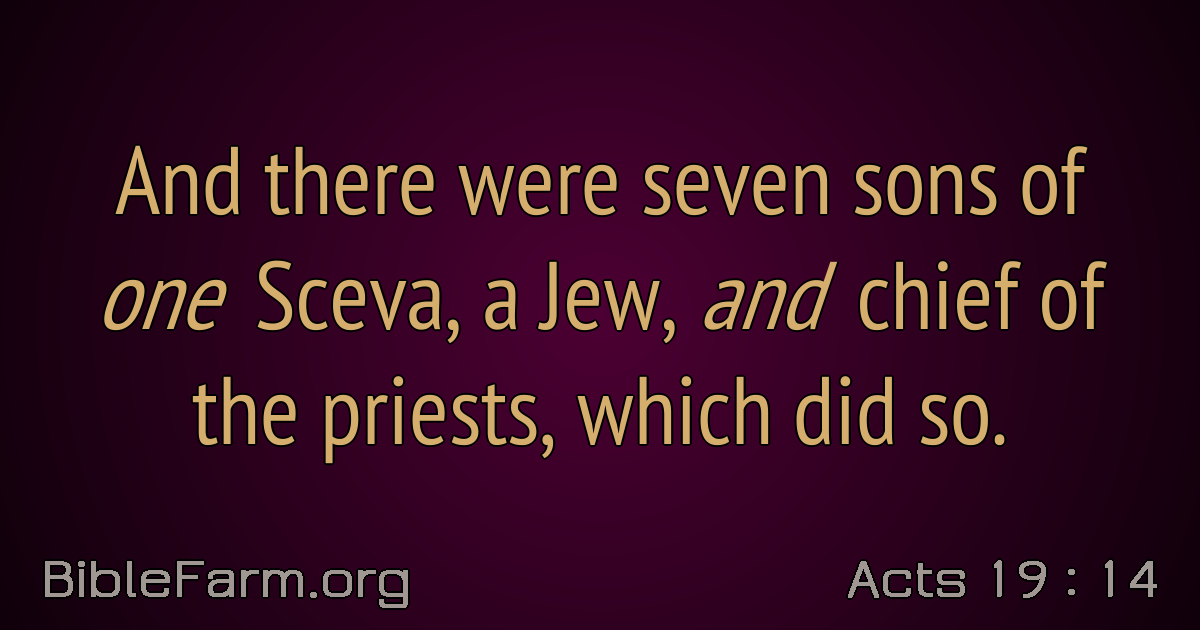 And there were seven sons of
one Sceva, a Jew, and chief of
the priests, which did so.
BibleFarm.org
Acts 19 : 14